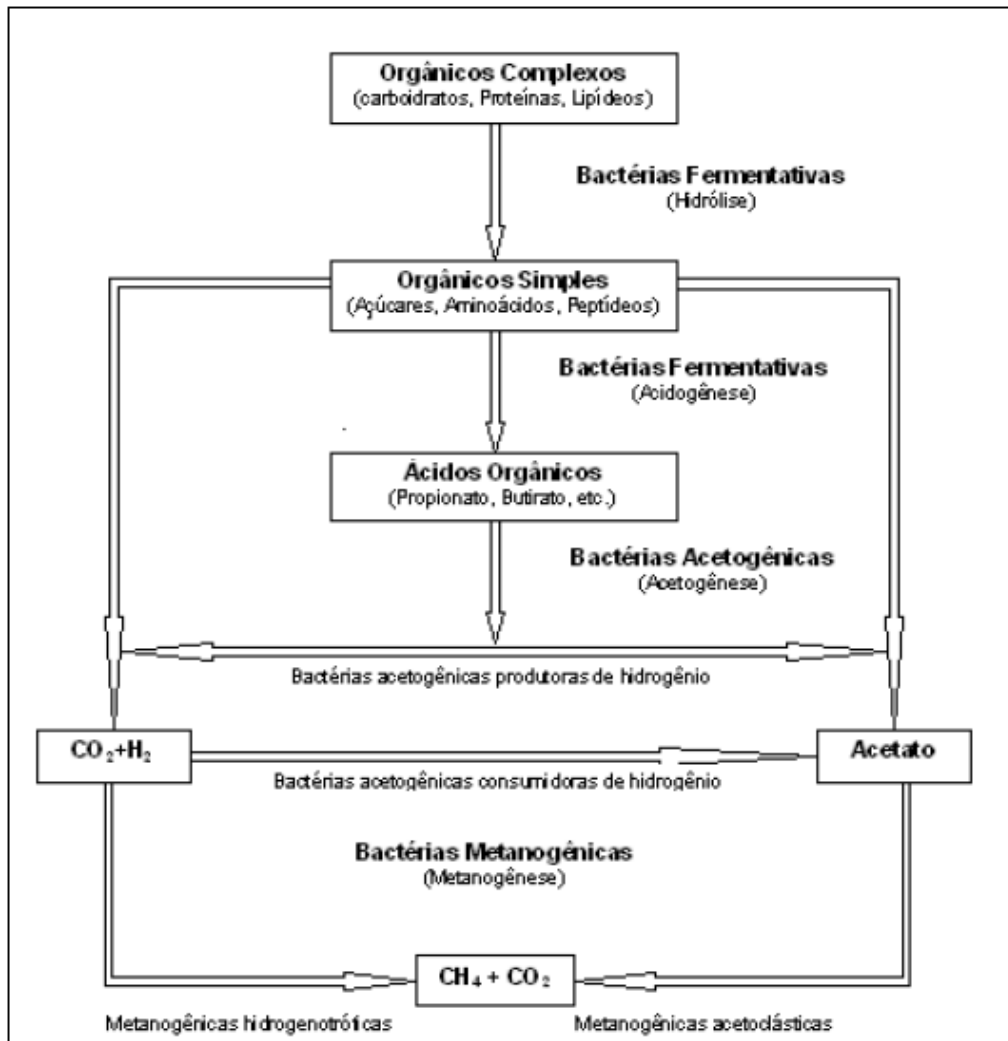 Orgânicos Complexos
(carboidratos, Proteínas, Lipídeos)
Bactérias Fermentativas
(Hidrólise)
Orgânicos Simples
(Açúcares, Aminoácidos, Peptídeos)
Bactérias Fermentativas
(Acidogênese)
Ácidos Orgânicos
(Propionato, Butirato, etc.)
Bactérias Acetogênicas
(Acetogênese)
Bactérias acetogênicas produtoras de hidrogênio
CO₂+H₂
Acetato
Bactérias acetogênicas consumidoras de hidrogênio
Bactérias Metanogênicas
(Metanogênese)
CH₄ + CO₂
Metanogênicas hidrogenotróficas
Metanogênicas acetoclásticas